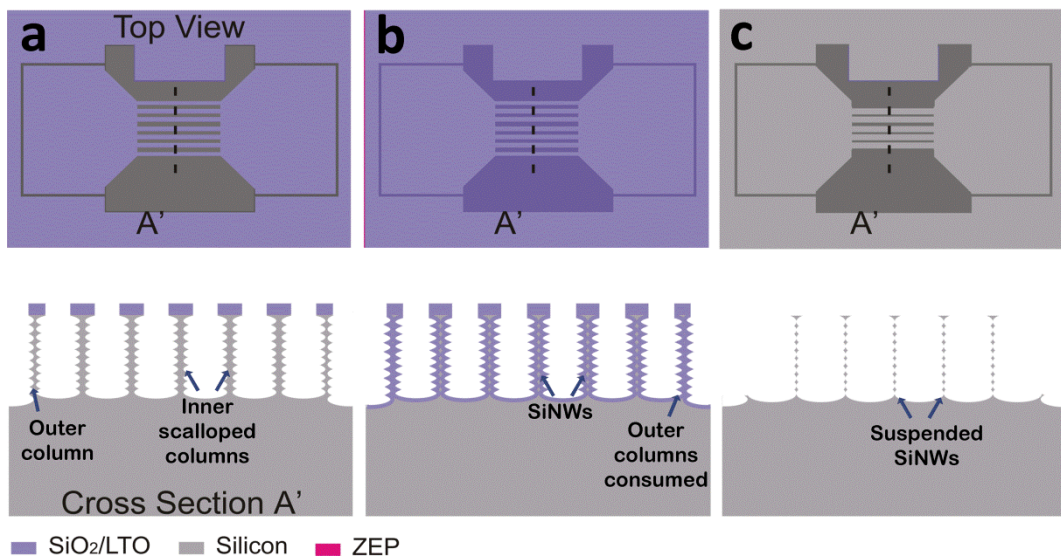 a
Top View
A'
b
A'
c
A'
Outer
column
Inner
scalloped
columns
Cross Section A'
SiNWs
Outer
columns
consumed
Suspended
SiNWs
SiO₂/LTO
Silicon
ZEP